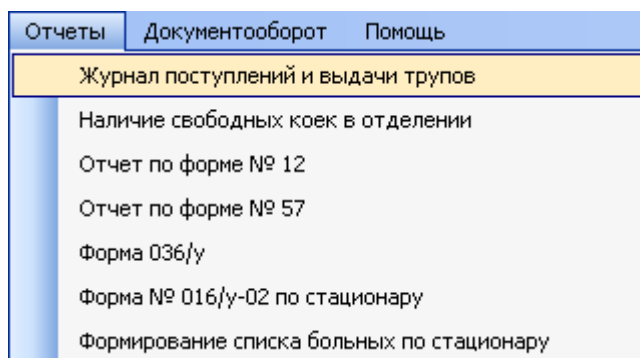 Отчеты Документооборот Помощь
Журнал поступлений и выдачи трупов
Наличие свободных коек в отделении
Отчет по форме № 12
Отчет по форме № 57
Форма 036/у
Форма № 016/у-02 по стационару
Формирование списка больных по стационару